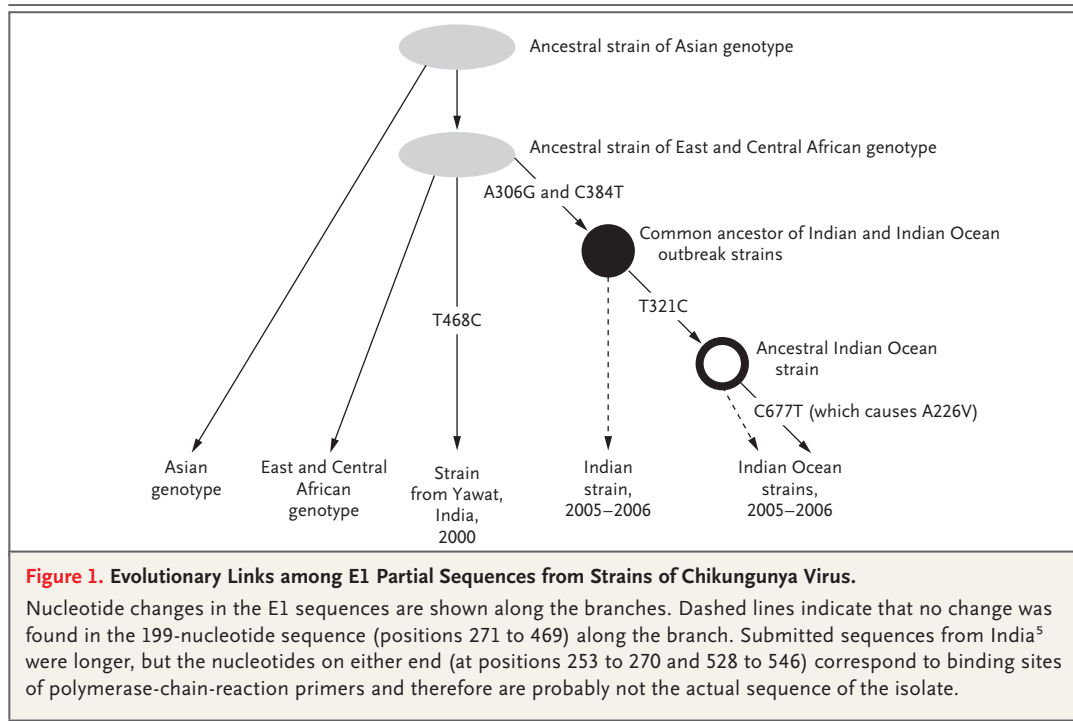 Ancestral strain of Asian genotype
Ancestral strain of East and Central African genotype
A306G and C384T
Common ancestor of Indian and Indian Ocean
outbreak strains
T468C
T321C
Ancestral Indian Ocean
strain
C677T (which causes A226V)
Asian
genotype
East and Central
African
genotype
Strain
from Yawat,
India,
2000
Indian
strain,
2005–2006
Indian Ocean
strains,
2005–2006
Figure 1. Evolutionary Links among E1 Partial Sequences from Strains of Chikungunya Virus.
Nucleotide changes in the E1 sequences are shown along the branches. Dashed lines indicate that no change was
found in the 199-nucleotide sequence (positions 271 to 469) along the branch. Submitted sequences from India⁵
were longer, but the nucleotides on either end (at positions 253 to 270 and 528 to 546) correspond to binding sites
of polymerase-chain-reaction primers and therefore are probably not the actual sequence of the isolate.